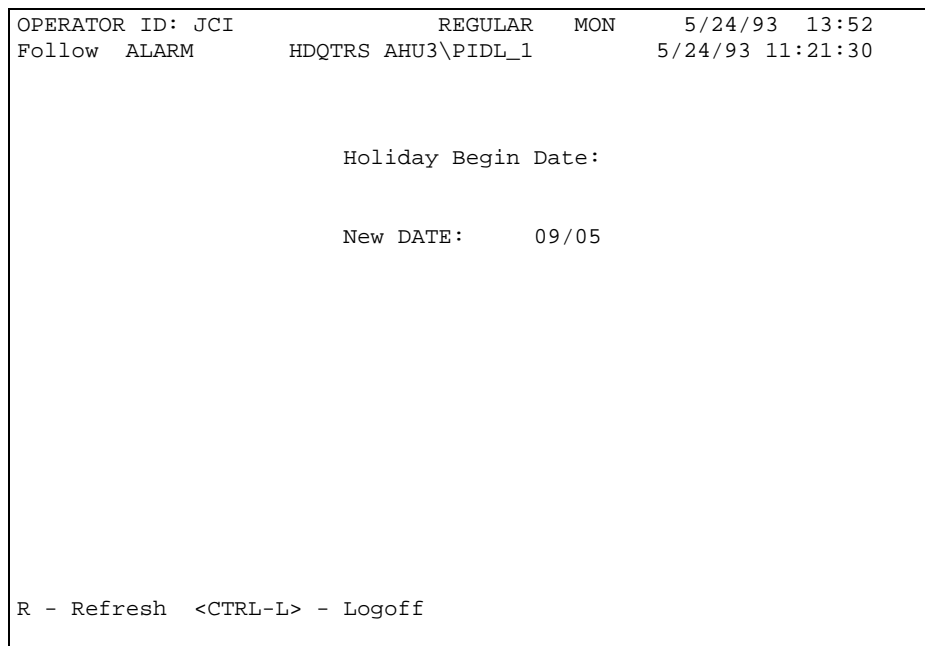 OPERATOR ID: JCI REGULAR MON 5/24/93 13:52
Follow ALARM HDQTRS AHU3\PIDL_1 5/24/93 11:21:30
Holiday Begin Date:
New DATE: 09/05
R - Refresh <CTRL-L> - Logoff